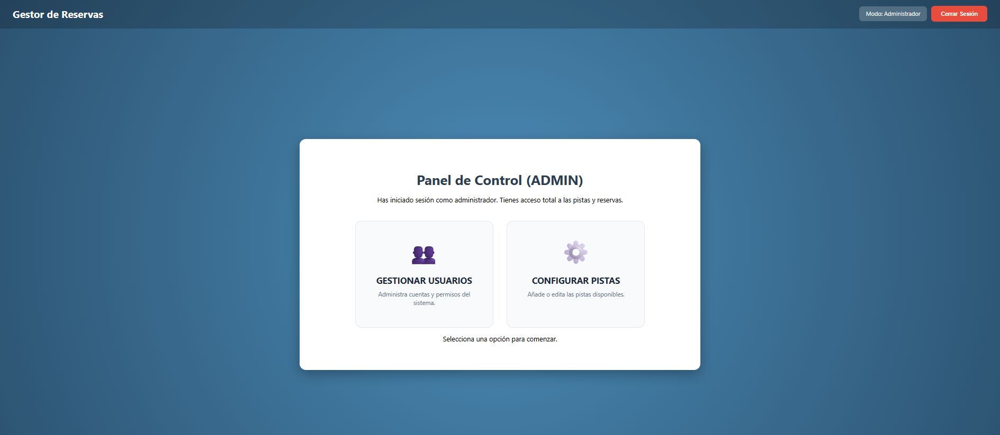 Gestor de Reservas
Modo: Administrador
Cerrar Sesión
Panel de Control (ADMIN)
Has iniciado sesión como administrador. Tienes acceso total a las pistas y reservas.
GESTIONAR USUARIOS
Administra cuentas y permisos del
sistema.
CONFIGURAR PISTAS
Añade o edita las pistas disponibles.
Selecciona una opción para comenzar.